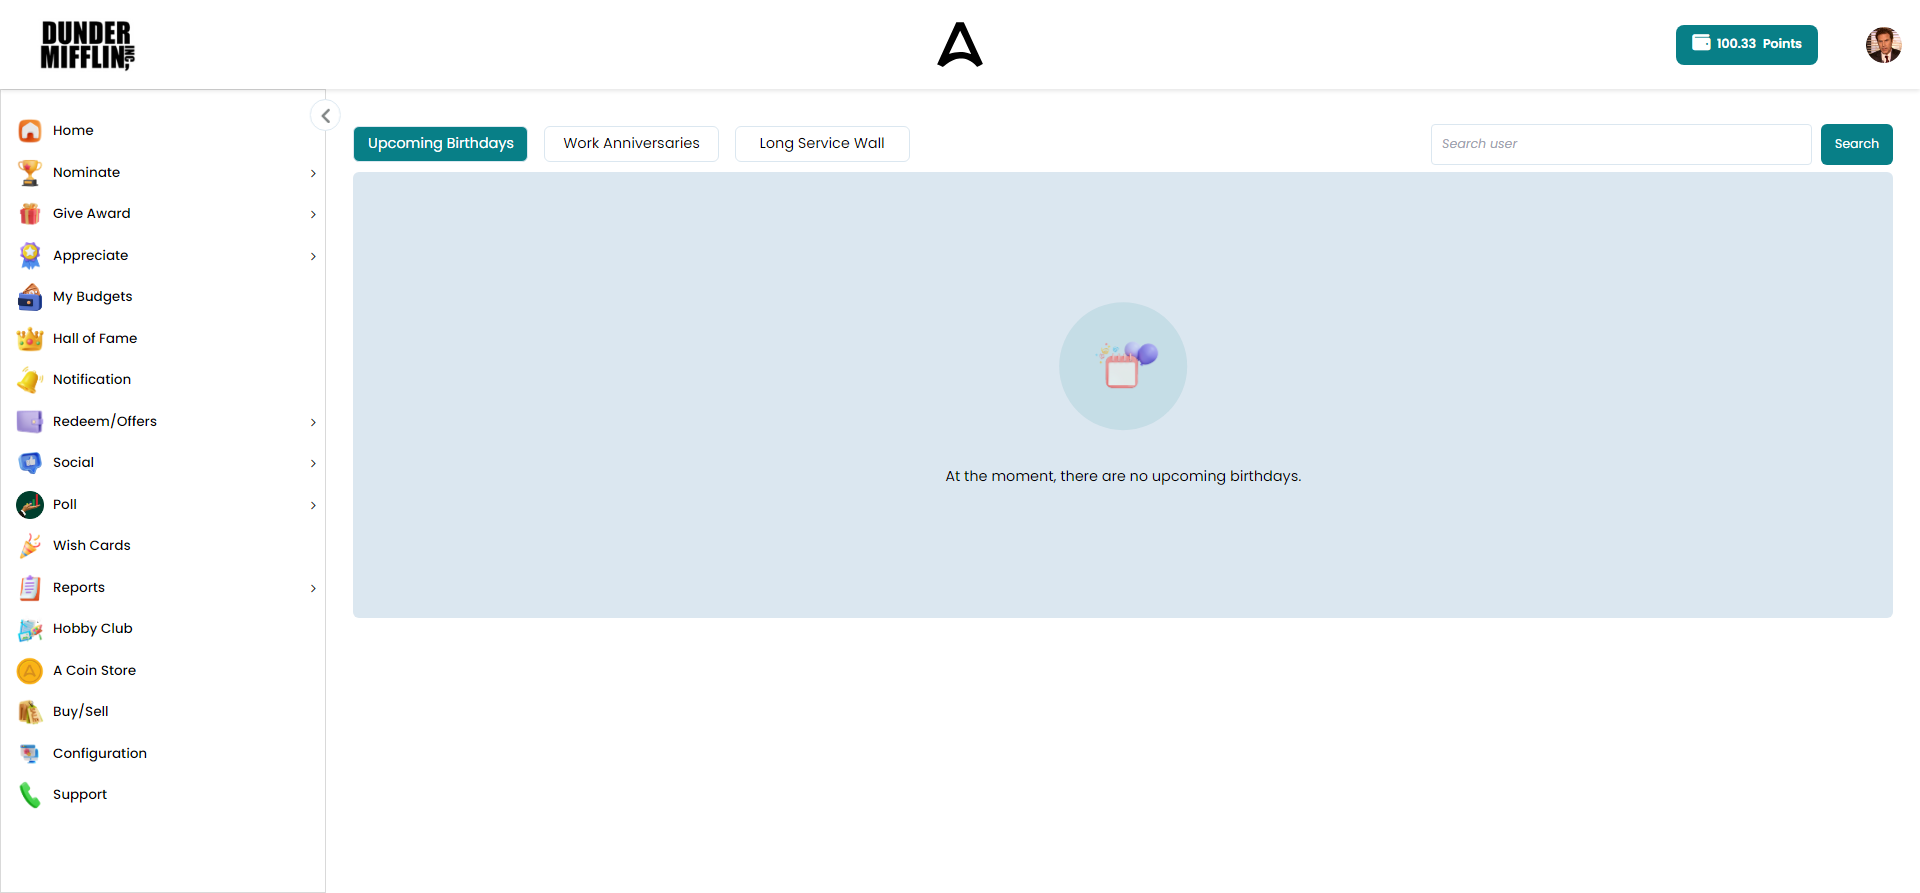 DUNDER
MIFFLIN INC,
100.33 Points
Home
Nominate
Give Award
Appreciate
My Budgets
Hall of Fame
Notification
Redeem/Offers
Social
Poll
Wish Cards
Reports
Hobby Club
A Coin Store
Buy/Sell
Configuration
Support
Upcoming Birthdays
Work Anniversaries
Long Service Wall
Search user
Search
At the moment, there are no upcoming birthdays.